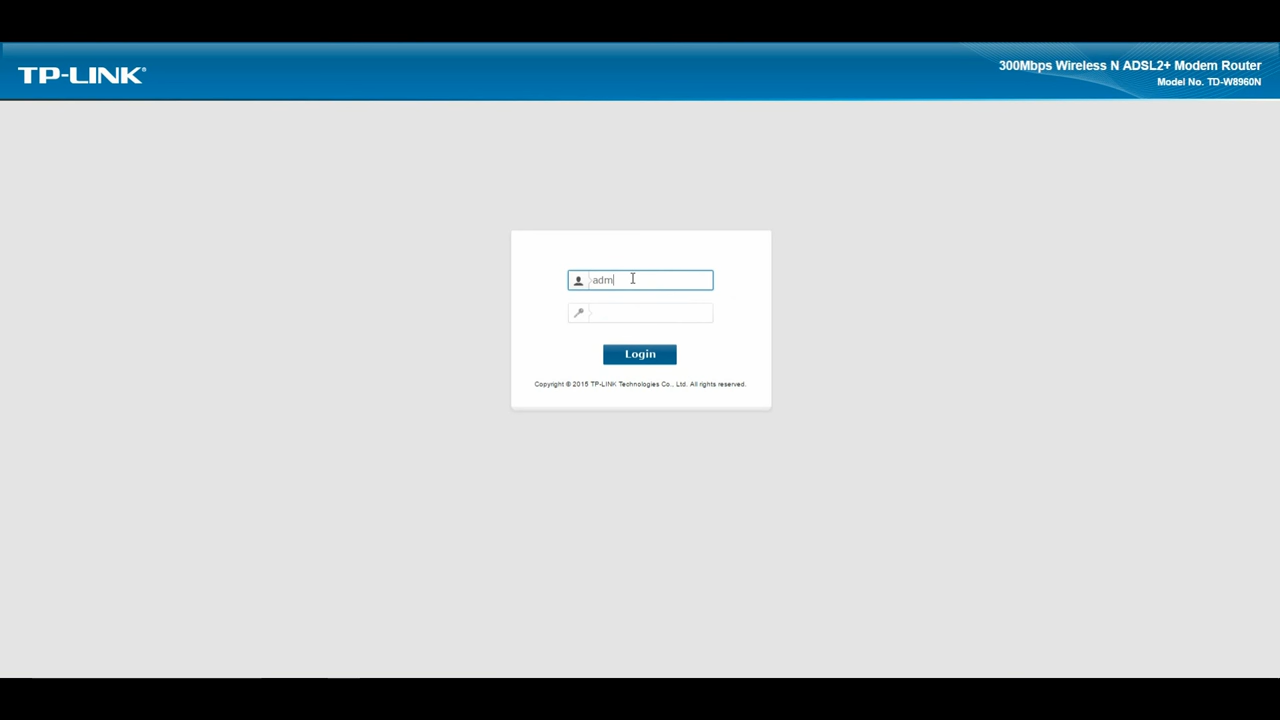 TP-LINK®
300Mbps Wireless N ADSL2+ Modem Router
Model No. TD-W8960N
adm
Login
Copyright © 2015 TP-LINK Technologies Co., Ltd. All rights reserved.